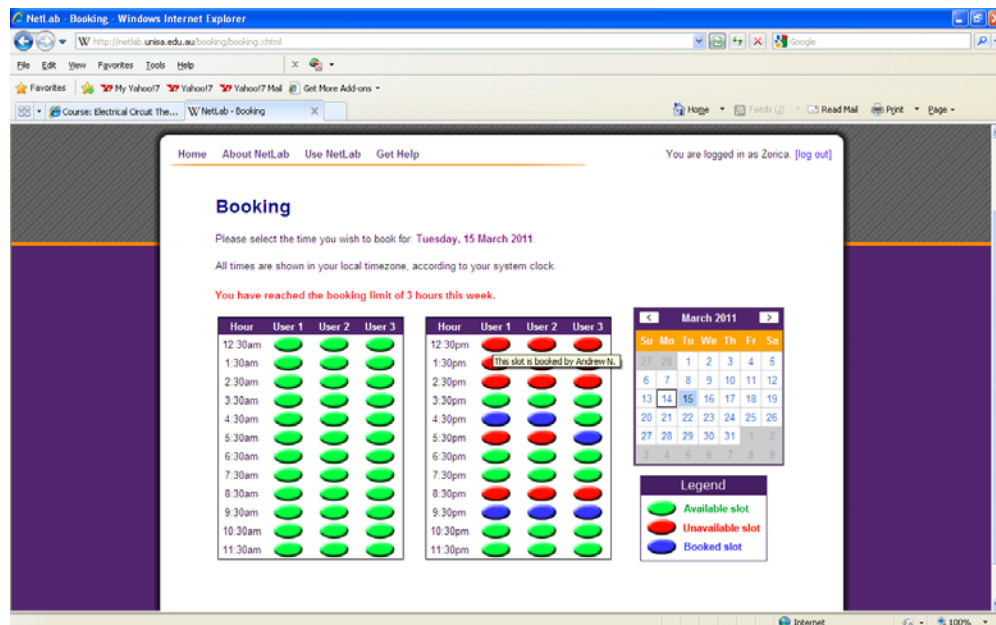 NetLab - Booking - Windows Internet Explorer
http://netlab.unisa.edu.au/booking/booking.xhtml
Google
File Edit View Favorites Tools Help
Favorites My Yahoo!7 Yahoo!7 Yahoo!7 Mail Get More Add-ons
Course: Electrical Circuit The... NetLab - Booking
Home Feeds (2) Read Mail Print Page
Home About NetLab Use NetLab Get Help
You are logged in as Zorica. [log out]
Booking
Please select the time you wish to book for: Tuesday, 15 March 2011.
All times are shown in your local timezone, according to your system clock.
You have reached the booking limit of 3 hours this week.
Hour User 1 User 2 User 3
12:30am
1:30am
2:30am
3:30am
4:30am
5:30am
6:30am
7:30am
8:30am
9:30am
10:30am
11:30am
Hour User 1 User 2 User 3
12:30pm
1:30pm
This slot is booked by Andrew N.
2:30pm
3:30pm
4:30pm
5:30pm
6:30pm
7:30pm
8:30pm
9:30pm
10:30pm
11:30pm
< March 2011 >
Su Mo Tu We Th Fr Sa
27 28 1 2 3 4 5
6 7 8 9 10 11 12
13 14 15 16 17 18 19
20 21 22 23 24 25 26
27 28 29 30 31 1 2
3 4 5 6 7 8 9
Legend
Available slot
Unavailable slot
Booked slot
Internet
100%